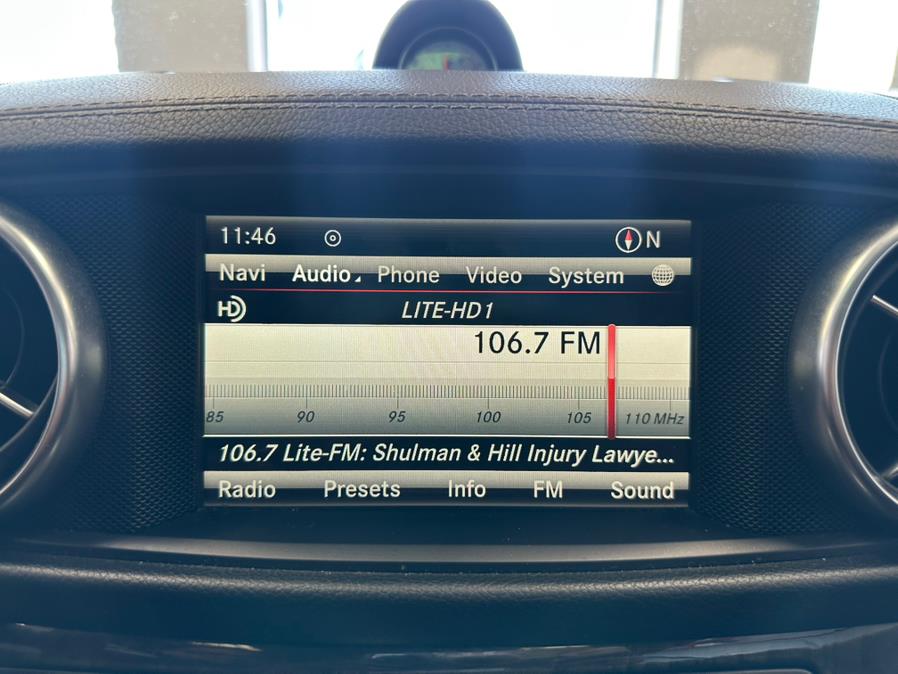 11:46 N
Navi Audio Phone Video System
HD LITE-HD1
106.7 FM
85 90 95 100 105 110 MHz
106.7 Lite-FM: Shulman & Hill Injury Lawye...
Radio Presets Info FM Sound